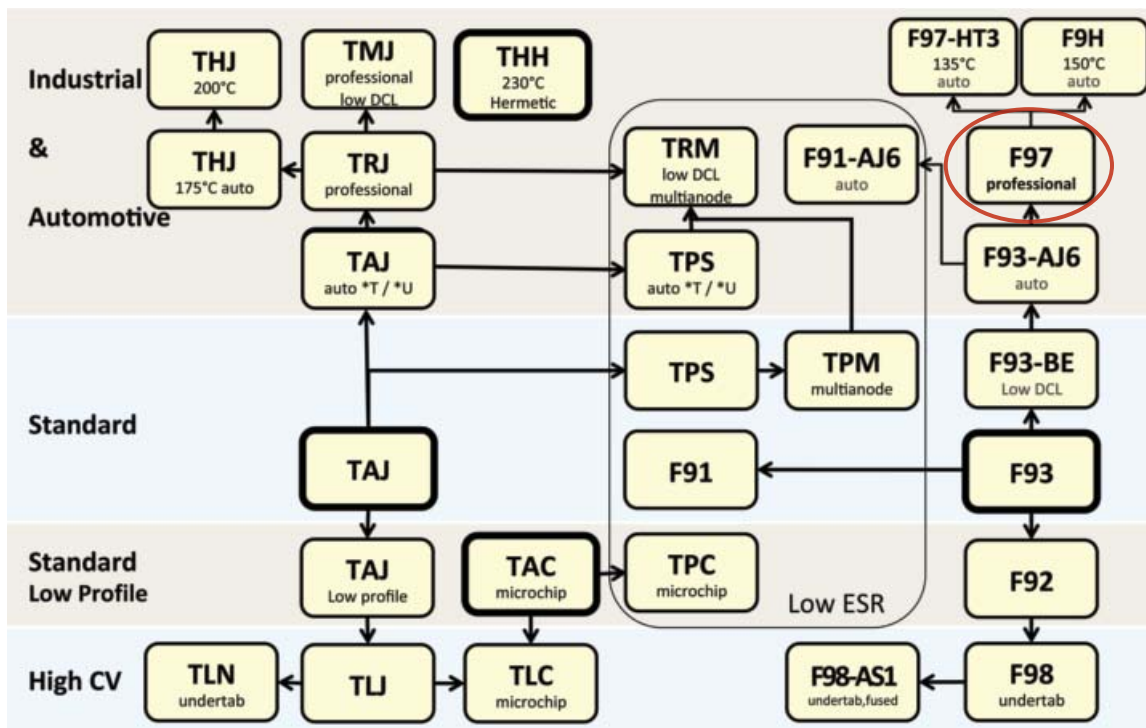 Industrial
&
Automotive
THJ
200°C
TMJ
professional
low DCL
THH
230°C
Hermetic
F97-HT3
135°C
auto
F9H
150°C
auto
THJ
175°C auto
TRJ
professional
TRM
low DCL
multianode
F91-AJ6
auto
F97
professional
TAJ
auto *T / *U
TPS
auto *T / *U
F93-AJ6
auto
Standard
TPS
TPM
multianode
F93-BE
Low DCL
TAJ
F91
F93
Standard
Low Profile
TAJ
Low profile
TAC
microchip
TPC
microchip
Low ESR
F92
High CV
TLN
undertab
TLJ
TLC
microchip
F98-AS1
undertab,fused
F98
undertab